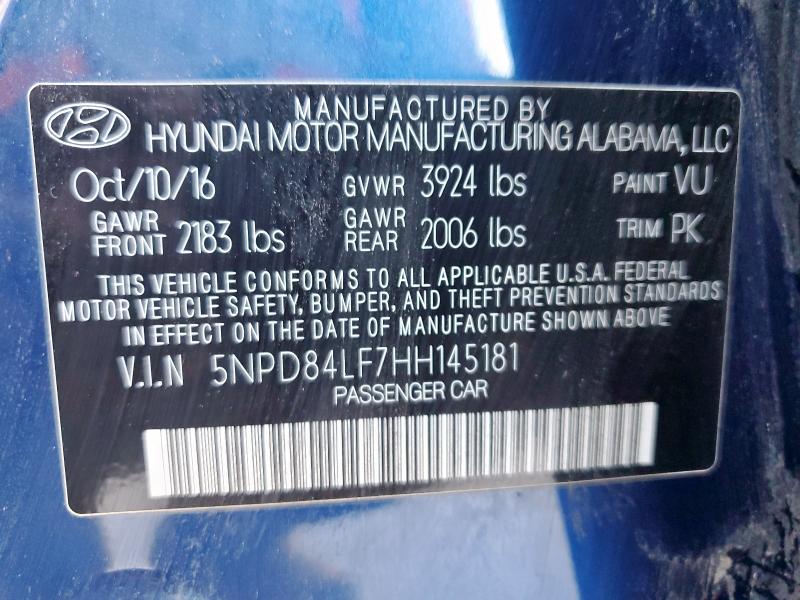 MANUFACTURED BY
HYUNDAI MOTOR MANUFACTURING ALABAMA, LLC
Oct/10/16 GVWR 3924 lbs PAINT VU
GAWR FRONT 2183 lbs GAWR REAR 2006 lbs TRIM PK
THIS VEHICLE CONFORMS TO ALL APPLICABLE U.S.A. FEDERAL
MOTOR VEHICLE SAFETY, BUMPER, AND THEFT PREVENTION STANDARDS
IN EFFECT ON THE DATE OF MANUFACTURE SHOWN ABOVE
V.I.N 5NPD84LF7HH145181
PASSENGER CAR